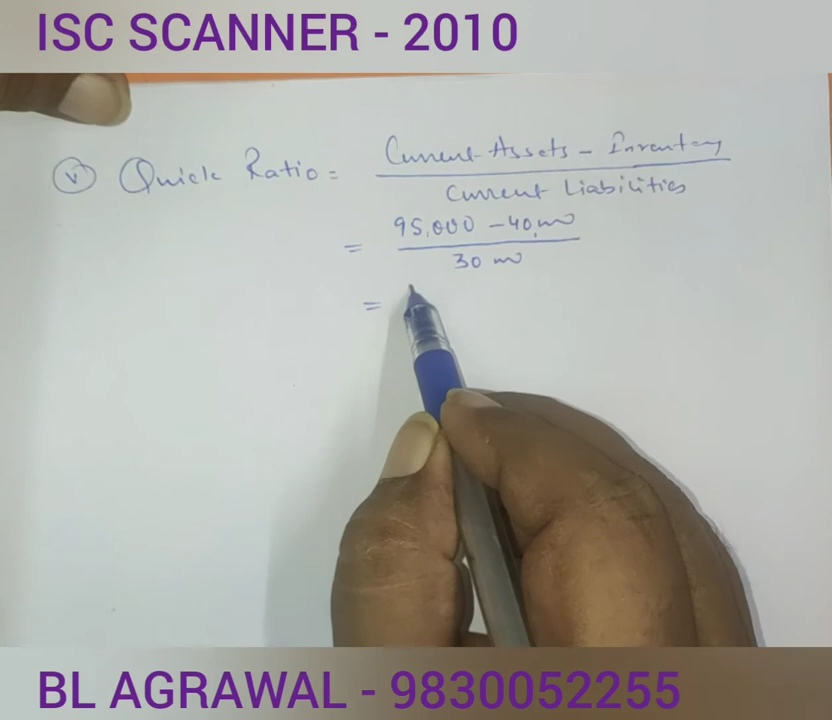 ISC SCANNER - 2010
(v) Quick Ratio = Current Assets - Inventory
Current Liabilities
= 95,000 - 40,000
30 000
=
BL AGRAWAL - 9830052255